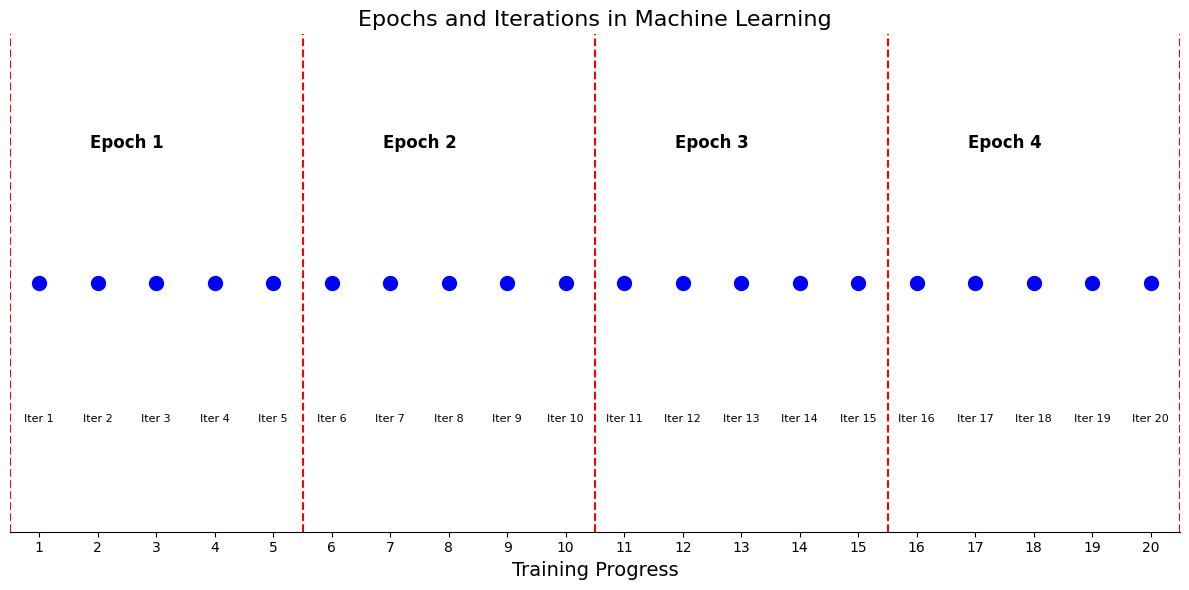 Epochs and Iterations in Machine Learning
Epoch 1 Epoch 2 Epoch 3 Epoch 4
Iter 1 Iter 2 Iter 3 Iter 4 Iter 5 Iter 6 Iter 7 Iter 8 Iter 9 Iter 10 Iter 11 Iter 12 Iter 13 Iter 14 Iter 15 Iter 16 Iter 17 Iter 18 Iter 19 Iter 20
1 2 3 4 5 6 7 8 9 10 11 12 13 14 15 16 17 18 19 20
Training Progress